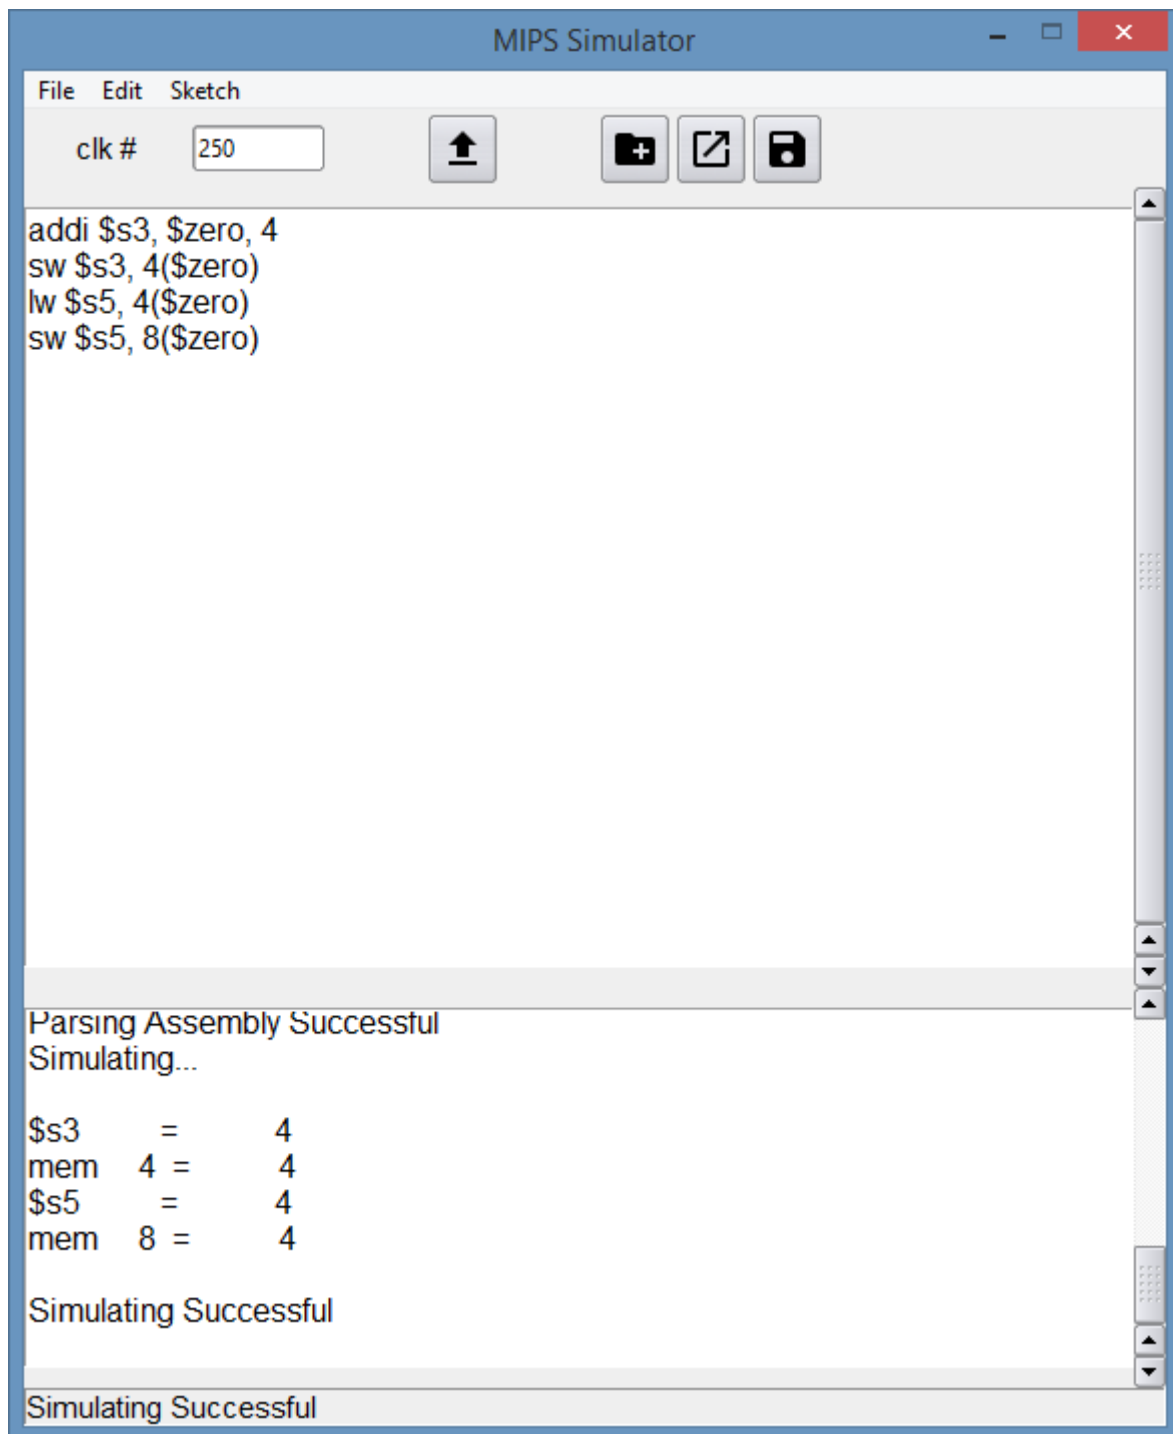 MIPS Simulator
File Edit Sketch
clk # 250
addi $s3, $zero, 4
sw $s3, 4($zero)
lw $s5, 4($zero)
sw $s5, 8($zero)
Parsing Assembly Successful
Simulating...
$s3 = 4
mem 4 = 4
$s5 = 4
mem 8 = 4
Simulating Successful
Simulating Successful